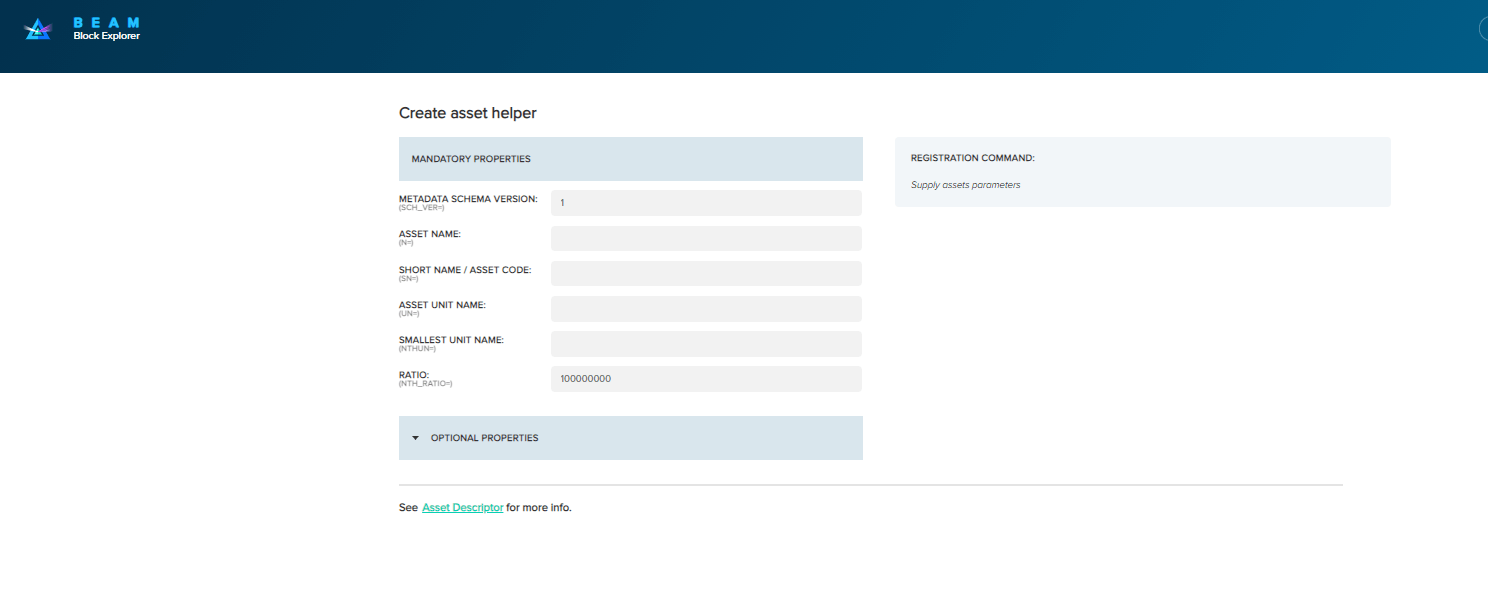 BEAM
Block Explorer
Create asset helper
MANDATORY PROPERTIES
METADATA SCHEMA VERSION:
(SCH_VER=)
1
ASSET NAME:
(N=)
SHORT NAME / ASSET CODE:
(SN=)
ASSET UNIT NAME:
(UN=)
SMALLEST UNIT NAME:
(NTHUN=)
RATIO:
(NTH_RATIO=)
100000000
OPTIONAL PROPERTIES
REGISTRATION COMMAND:
Supply assets parameters
See Asset Descriptor for more info.